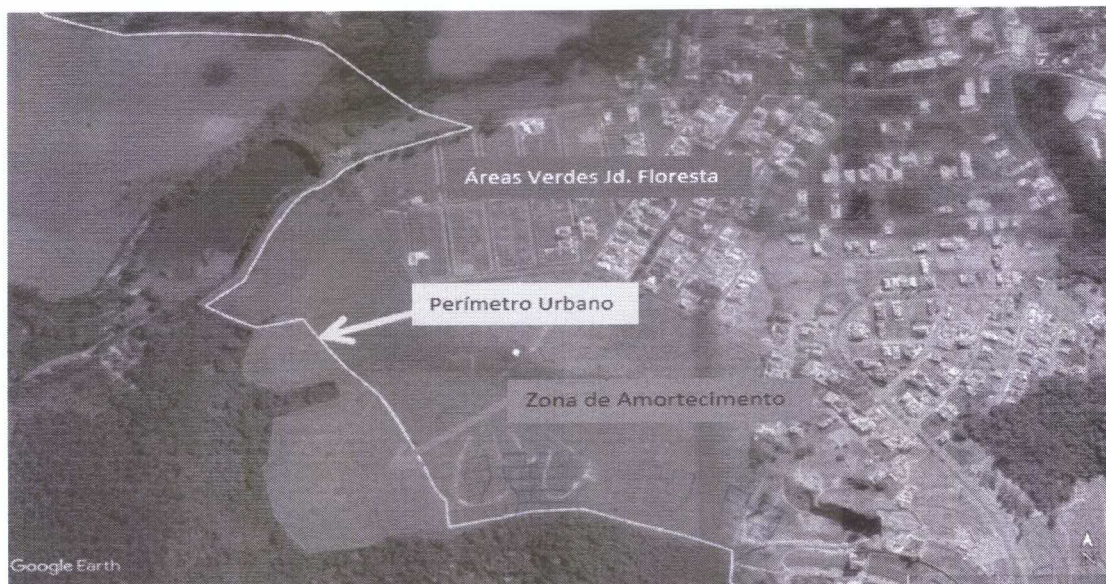 Áreas Verdes Jd. Floresta
Perímetro Urbano
Zona de Amortecimento
Google Earth